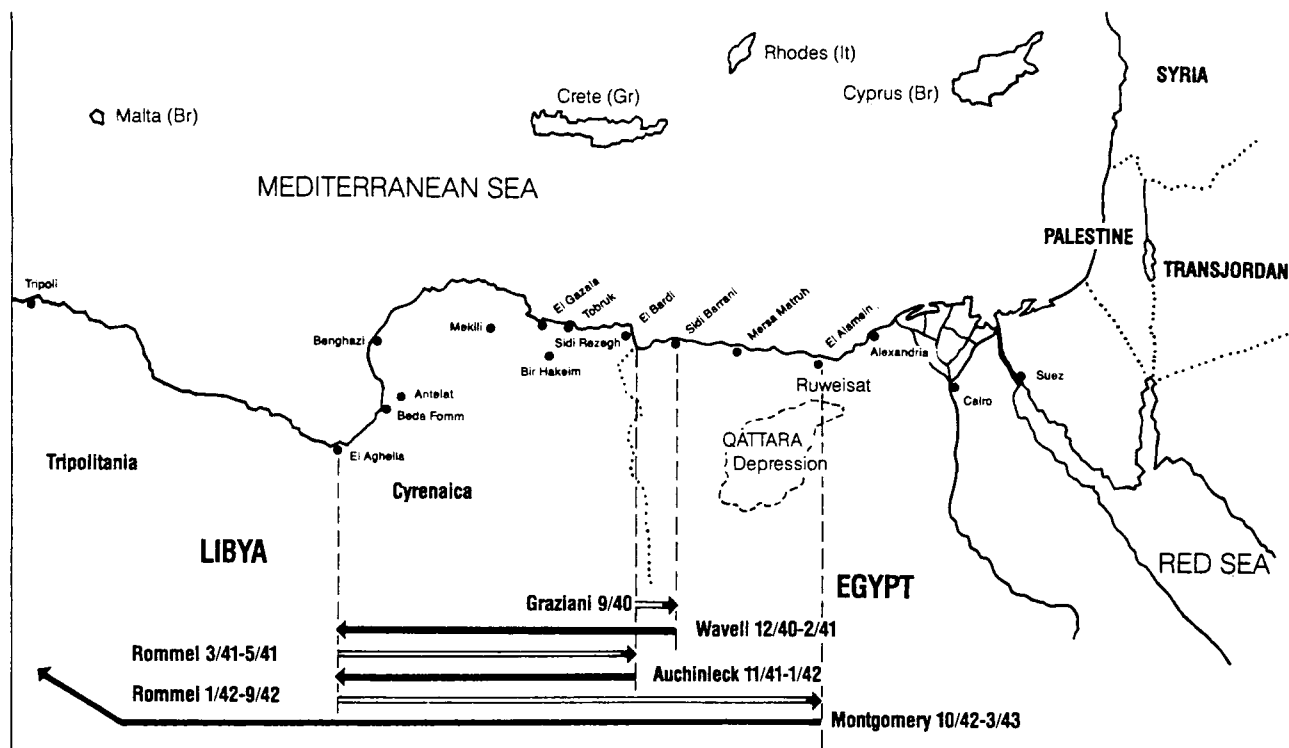 Rhodes (It)
SYRIA
Cyprus (Br)
Crete (Gr)
Malta (Br)
MEDITERRANEAN SEA
PALESTINE
TRANSJORDAN
Tripoli
El Gazala
Tobruk
El Bardi
Sidi Barrani
Mersa Matruh
El Alamein
Mekili
Benghazi
Sidi Rezegh
Alexandria
Bir Hakeim
Ruweisat
Suez
Cairo
Antelat
Beda Fomm
QATTARA
Depression
El Agheila
Tripolitania
Cyrenaica
LIBYA
RED SEA
EGYPT
Graziani 9/40
Wavell 12/40-2/41
Rommel 3/41-5/41
Auchinleck 11/41-1/42
Rommel 1/42-9/42
Montgomery 10/42-3/43